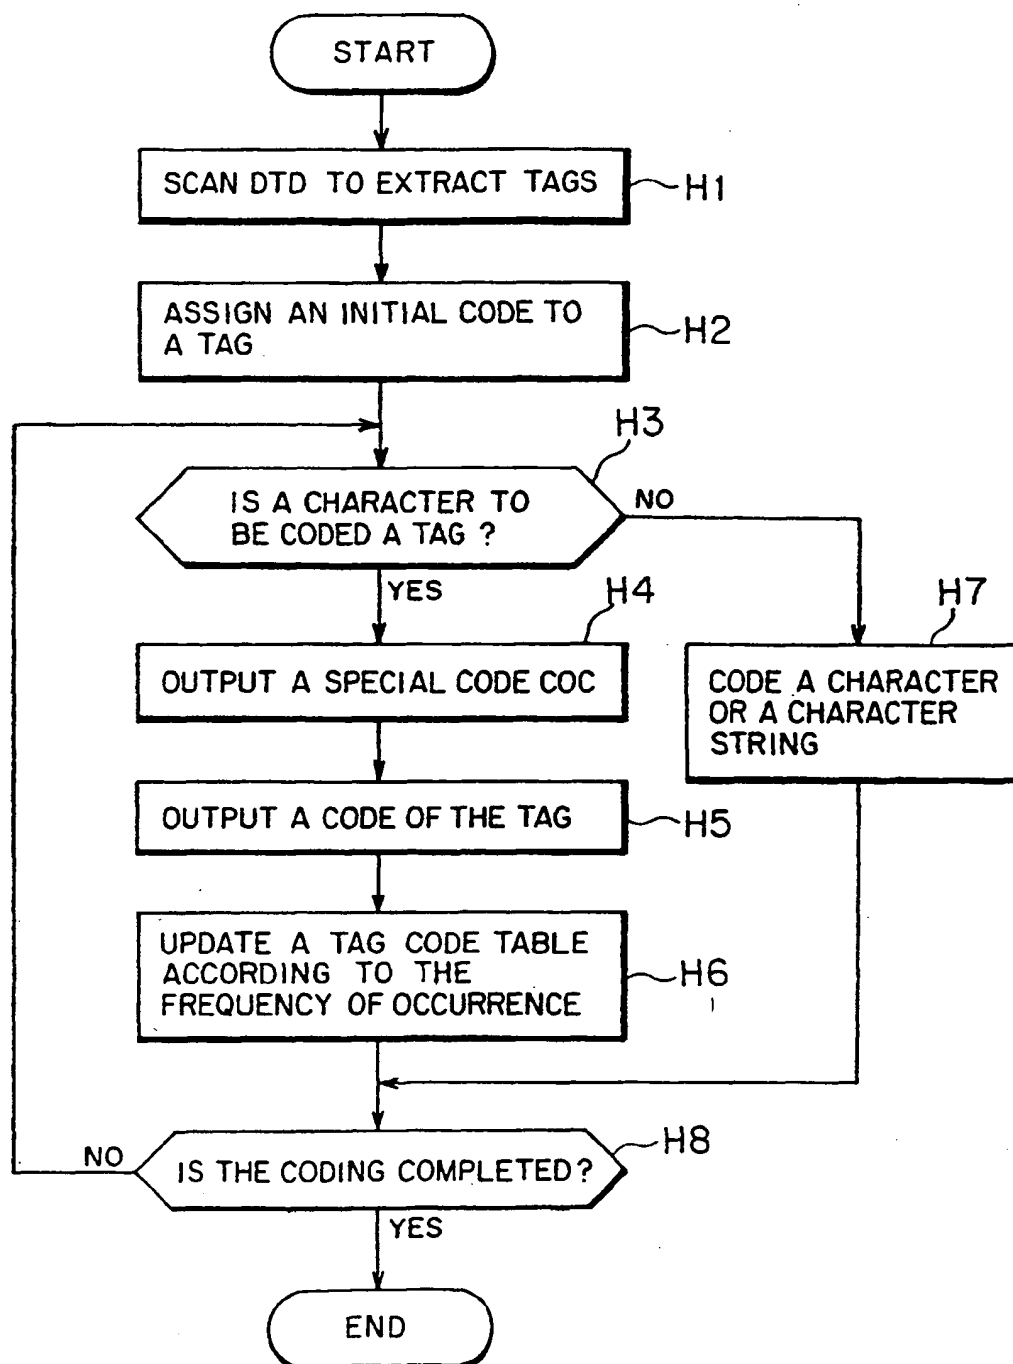 START
SCAN DTD TO EXTRACT TAGS
H1
ASSIGN AN INITIAL CODE TO
A TAG
H2
H3
IS A CHARACTER TO
BE CODED A TAG ?
NO
YES
H4
OUTPUT A SPECIAL CODE COC
H7
CODE A CHARACTER
OR A CHARACTER
STRING
OUTPUT A CODE OF THE TAG
H5
UPDATE A TAG CODE TABLE
ACCORDING TO THE
FREQUENCY OF OCCURRENCE
H6
H8
IS THE CODING COMPLETED?
NO
YES
END